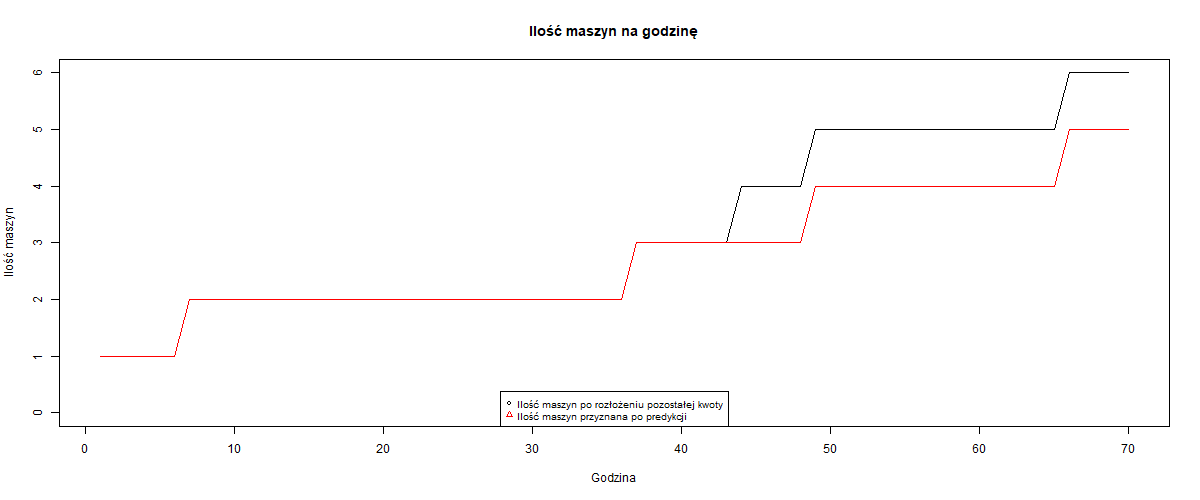 Ilość maszyn na godzinę
Ilość maszyn
6
5
4
3
2
1
0
Ilość maszyn po rozłożeniu pozostałej kwoty
Ilość maszyn przyznana po predykcji
0 10 20 30 40 50 60 70
Godzina